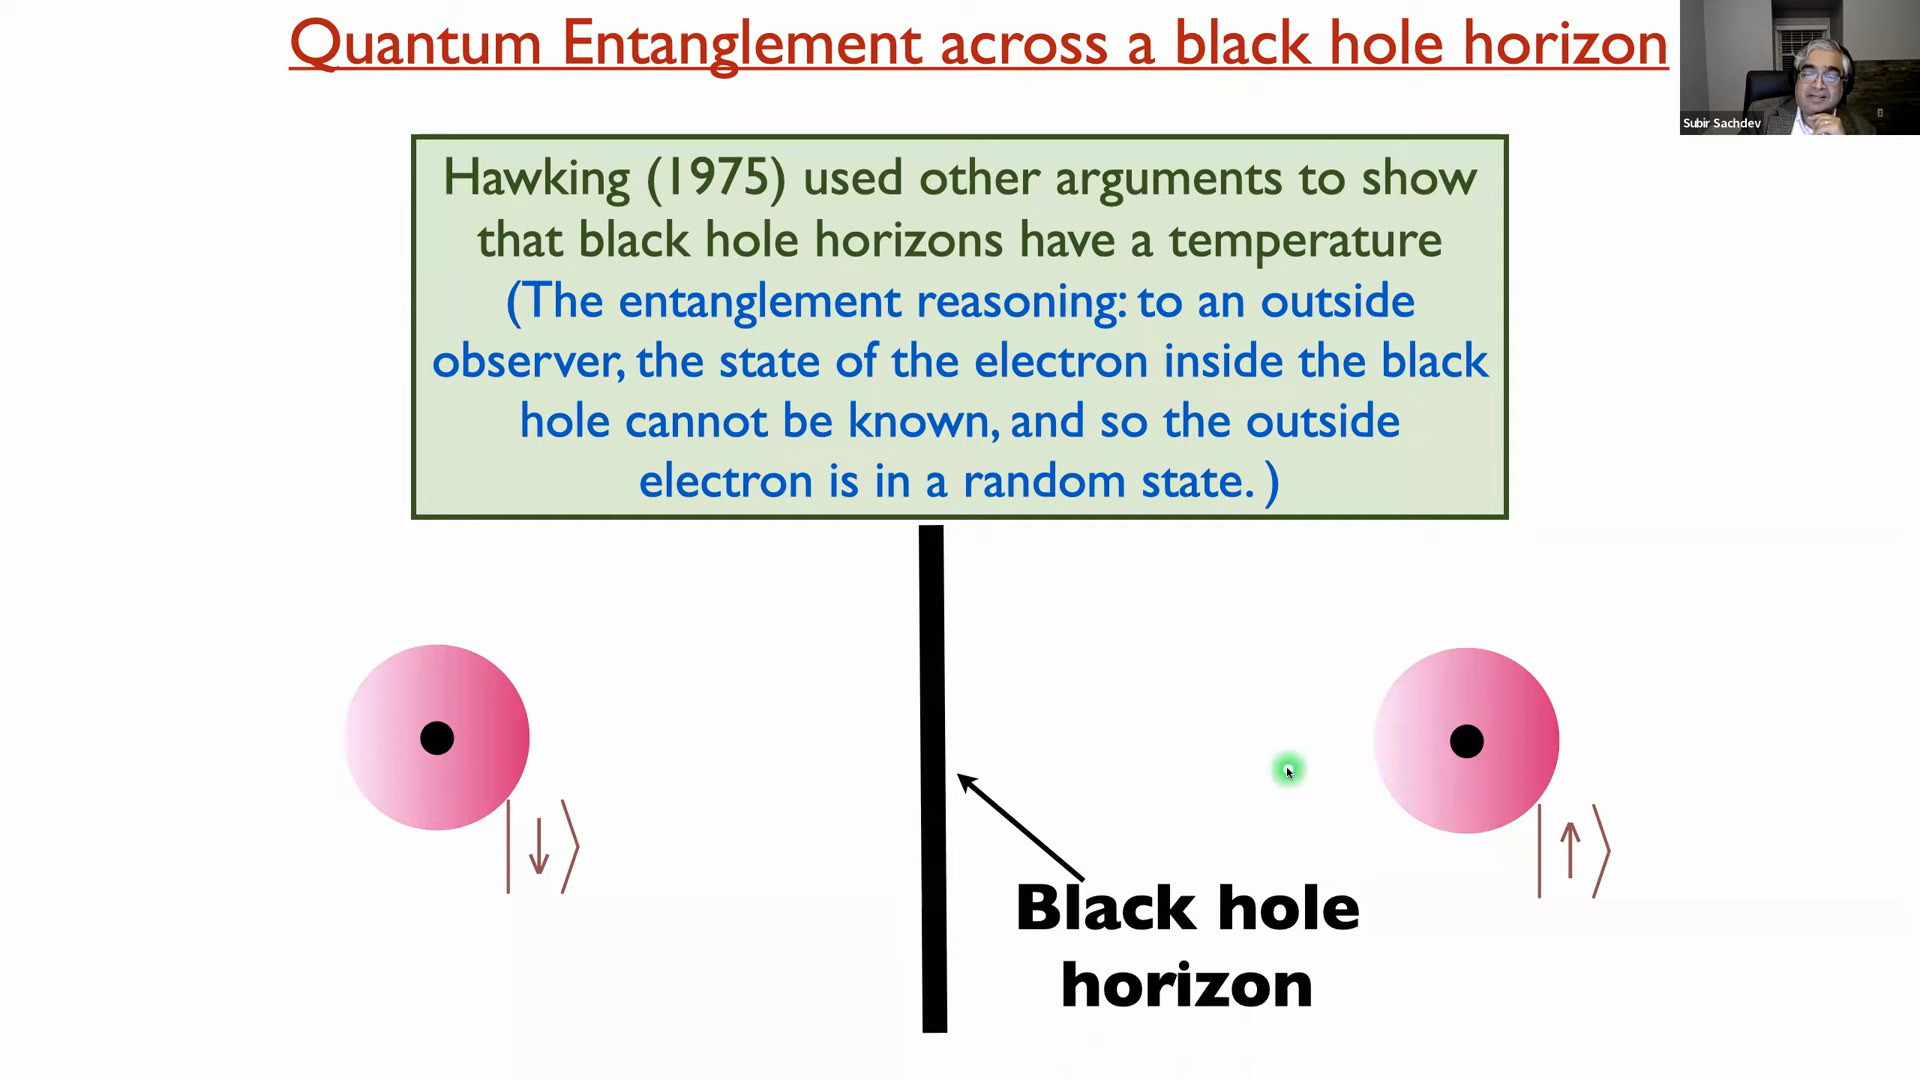 Quantum Entanglement across a black hole horizon
Subir Sachdev
Hawking (1975) used other arguments to show
that black hole horizons have a temperature
(The entanglement reasoning: to an outside
observer, the state of the electron inside the black
hole cannot be known, and so the outside
electron is in a random state. )
|↓⟩
|↑⟩
Black hole
horizon